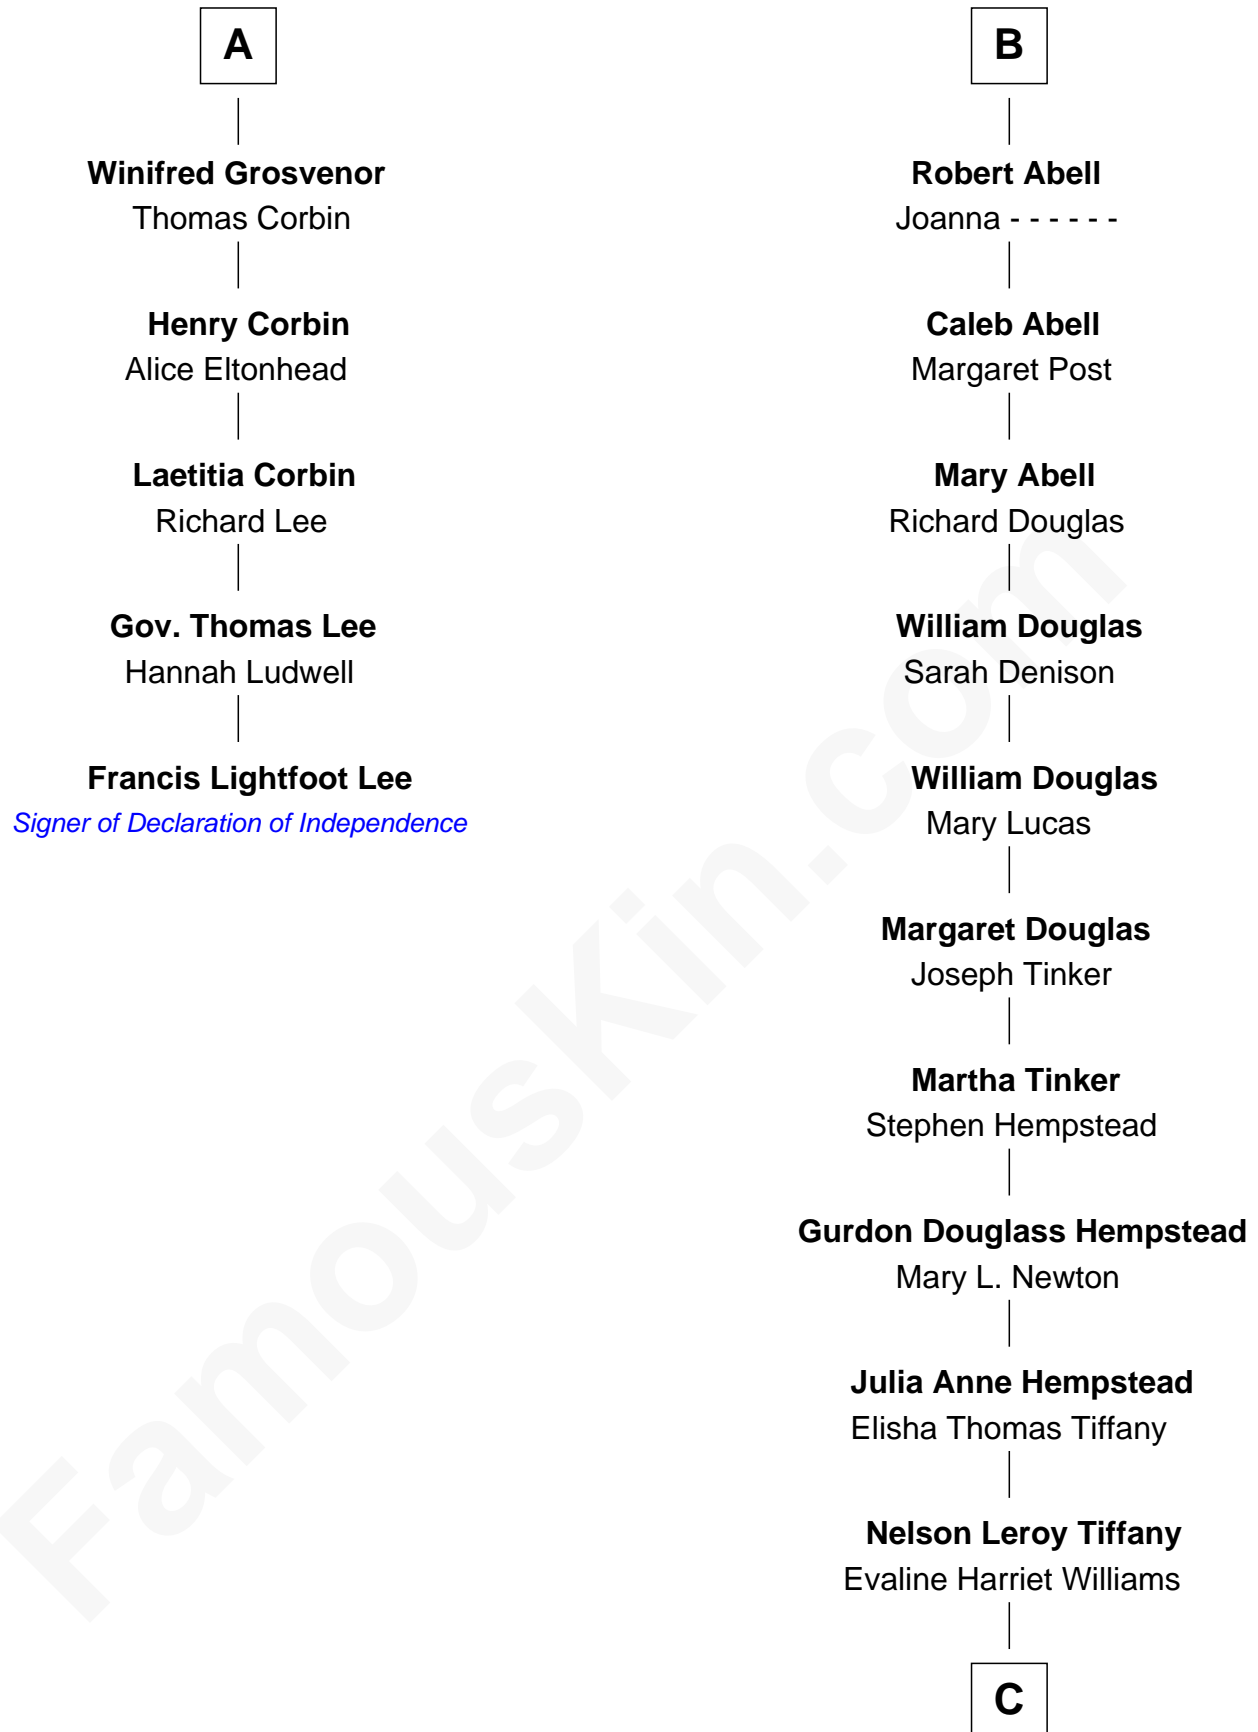 A
Winifred Grosvenor
Thomas Corbin
Henry Corbin
Alice Eltonhead
Laetitia Corbin
Richard Lee
Gov. Thomas Lee
Hannah Ludwell
Francis Lightfoot Lee
Signer of Declaration of Independence
B
Robert Abell
Joanna - - - - - -
Caleb Abell
Margaret Post
Mary Abell
Richard Douglas
William Douglas
Sarah Denison
William Douglas
Mary Lucas
Margaret Douglas
Joseph Tinker
Martha Tinker
Stephen Hempstead
Gurdon Douglass Hempstead
Mary L. Newton
Julia Anne Hempstead
Elisha Thomas Tiffany
Nelson Leroy Tiffany
Evaline Harriet Williams
C
FamousKin.com